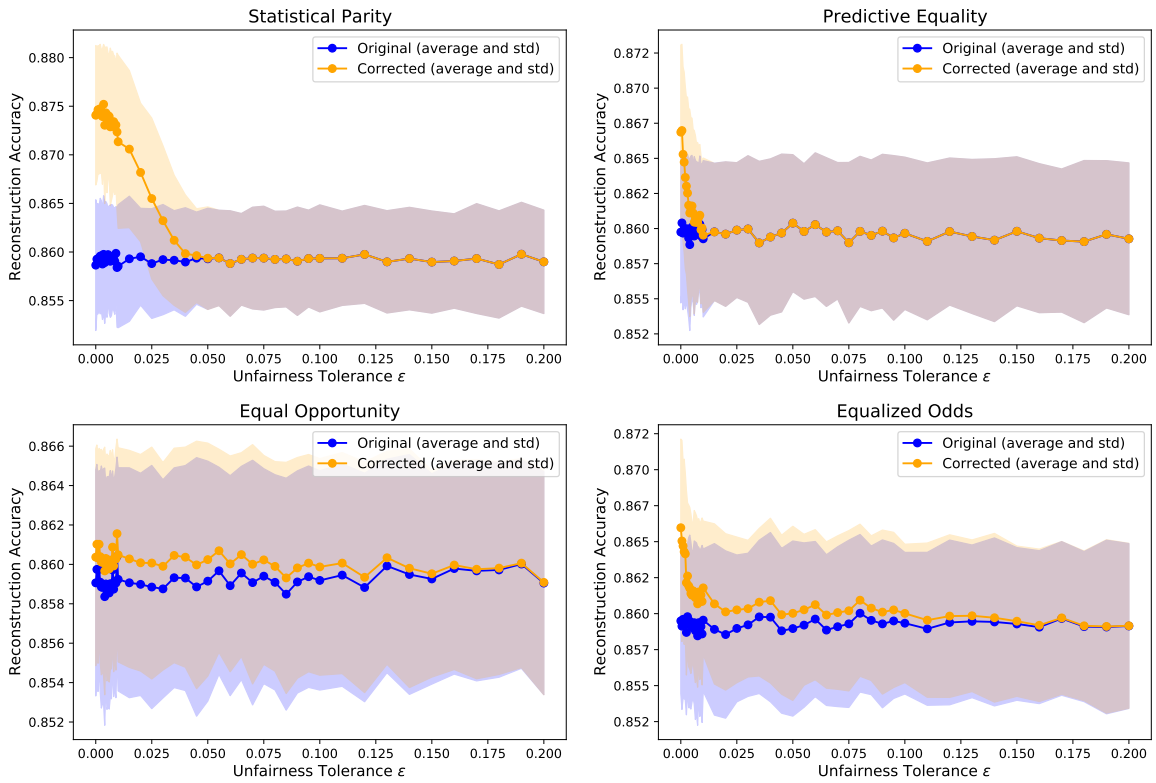 Statistical Parity
Original (average and std)
Corrected (average and std)
Reconstruction Accuracy
0.880
0.875
0.870
0.865
0.860
0.855
0.000 0.025 0.050 0.075 0.100 0.125 0.150 0.175 0.200
Unfairness Tolerance ε
Predictive Equality
Original (average and std)
Corrected (average and std)
Reconstruction Accuracy
0.872
0.870
0.867
0.865
0.862
0.860
0.857
0.855
0.852
0.000 0.025 0.050 0.075 0.100 0.125 0.150 0.175 0.200
Unfairness Tolerance ε
Equal Opportunity
Original (average and std)
Corrected (average and std)
Reconstruction Accuracy
0.866
0.864
0.862
0.860
0.858
0.856
0.854
0.852
0.000 0.025 0.050 0.075 0.100 0.125 0.150 0.175 0.200
Unfairness Tolerance ε
Equalized Odds
Original (average and std)
Corrected (average and std)
Reconstruction Accuracy
0.872
0.870
0.867
0.865
0.862
0.860
0.857
0.855
0.852
0.000 0.025 0.050 0.075 0.100 0.125 0.150 0.175 0.200
Unfairness Tolerance ε